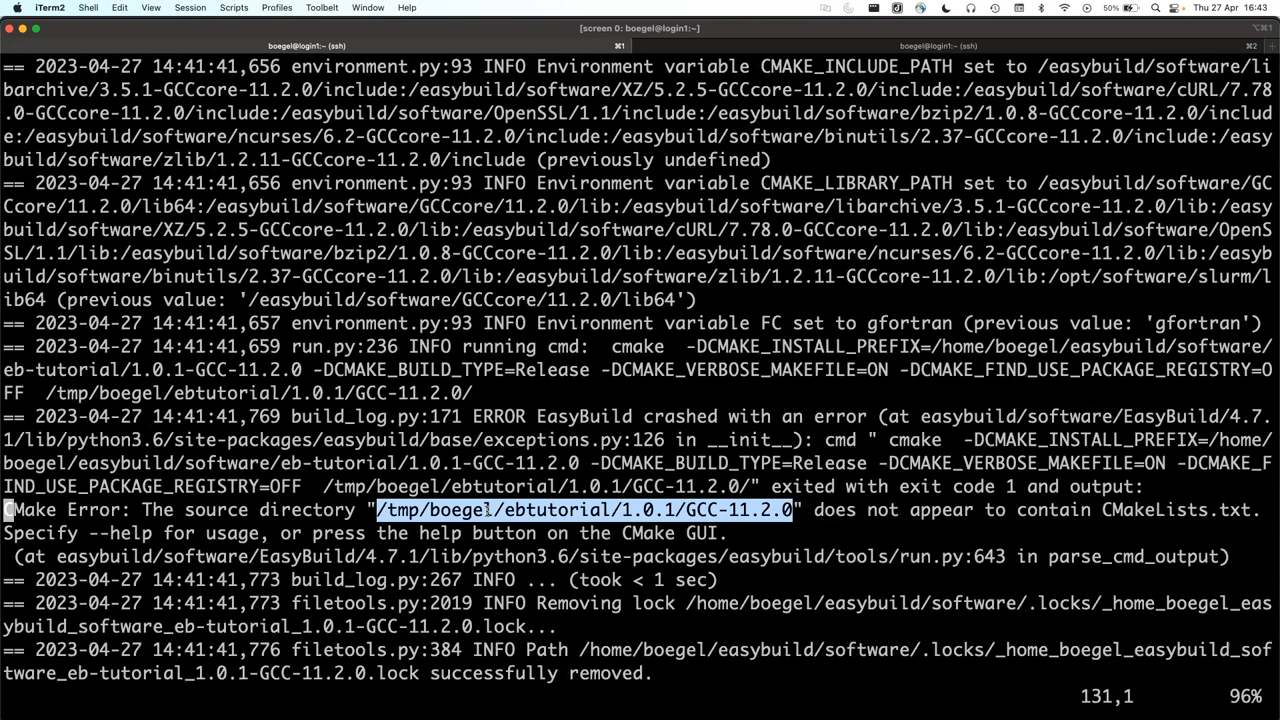 iTerm2 Shell Edit View Session Scripts Profiles Toolbelt Window Help 50% Thu 27 Apr 16:43
[screen 0: boegel@login1:~] ⌥⌘1
boegel@login1:~ (ssh) ⌘1 boegel@login1:~ (ssh) ⌘2
== 2023-04-27 14:41:41,656 environment.py:93 INFO Environment variable CMAKE_INCLUDE_PATH set to /easybuild/software/li
barchive/3.5.1-GCCcore-11.2.0/include:/easybuild/software/XZ/5.2.5-GCCcore-11.2.0/include:/easybuild/software/cURL/7.78
.0-GCCcore-11.2.0/include:/easybuild/software/OpenSSL/1.1/include:/easybuild/software/bzip2/1.0.8-GCCcore-11.2.0/includ
e:/easybuild/software/ncurses/6.2-GCCcore-11.2.0/include:/easybuild/software/binutils/2.37-GCCcore-11.2.0/include:/easy
build/software/zlib/1.2.11-GCCcore-11.2.0/include (previously undefined)
== 2023-04-27 14:41:41,656 environment.py:93 INFO Environment variable CMAKE_LIBRARY_PATH set to /easybuild/software/GC
Ccore/11.2.0/lib64:/easybuild/software/GCCcore/11.2.0/lib:/easybuild/software/libarchive/3.5.1-GCCcore-11.2.0/lib:/easy
build/software/XZ/5.2.5-GCCcore-11.2.0/lib:/easybuild/software/cURL/7.78.0-GCCcore-11.2.0/lib:/easybuild/software/OpenS
SL/1.1/lib:/easybuild/software/bzip2/1.0.8-GCCcore-11.2.0/lib:/easybuild/software/ncurses/6.2-GCCcore-11.2.0/lib:/easyb
uild/software/binutils/2.37-GCCcore-11.2.0/lib:/easybuild/software/zlib/1.2.11-GCCcore-11.2.0/lib:/opt/software/slurm/l
ib64 (previous value: '/easybuild/software/GCCcore/11.2.0/lib64')
== 2023-04-27 14:41:41,657 environment.py:93 INFO Environment variable FC set to gfortran (previous value: 'gfortran')
== 2023-04-27 14:41:41,659 run.py:236 INFO running cmd:  cmake  -DCMAKE_INSTALL_PREFIX=/home/boegel/easybuild/software/
eb-tutorial/1.0.1-GCC-11.2.0 -DCMAKE_BUILD_TYPE=Release -DCMAKE_VERBOSE_MAKEFILE=ON -DCMAKE_FIND_USE_PACKAGE_REGISTRY=O
FF  /tmp/boegel/ebtutorial/1.0.1/GCC-11.2.0/
== 2023-04-27 14:41:41,769 build_log.py:171 ERROR EasyBuild crashed with an error (at easybuild/software/EasyBuild/4.7.
1/lib/python3.6/site-packages/easybuild/base/exceptions.py:126 in __init__): cmd " cmake  -DCMAKE_INSTALL_PREFIX=/home/
boegel/easybuild/software/eb-tutorial/1.0.1-GCC-11.2.0 -DCMAKE_BUILD_TYPE=Release -DCMAKE_VERBOSE_MAKEFILE=ON -DCMAKE_F
IND_USE_PACKAGE_REGISTRY=OFF  /tmp/boegel/ebtutorial/1.0.1/GCC-11.2.0/" exited with exit code 1 and output:
CMake Error: The source directory "/tmp/boegel/ebtutorial/1.0.1/GCC-11.2.0" does not appear to contain CMakeLists.txt.
Specify --help for usage, or press the help button on the CMake GUI.
 (at easybuild/software/EasyBuild/4.7.1/lib/python3.6/site-packages/easybuild/tools/run.py:643 in parse_cmd_output)
== 2023-04-27 14:41:41,773 build_log.py:267 INFO ... (took < 1 sec)
== 2023-04-27 14:41:41,773 filetools.py:2019 INFO Removing lock /home/boegel/easybuild/software/.locks/_home_boegel_eas
ybuild_software_eb-tutorial_1.0.1-GCC-11.2.0.lock...
== 2023-04-27 14:41:41,776 filetools.py:384 INFO Path /home/boegel/easybuild/software/.locks/_home_boegel_easybuild_sof
tware_eb-tutorial_1.0.1-GCC-11.2.0.lock successfully removed.
131,1 96%